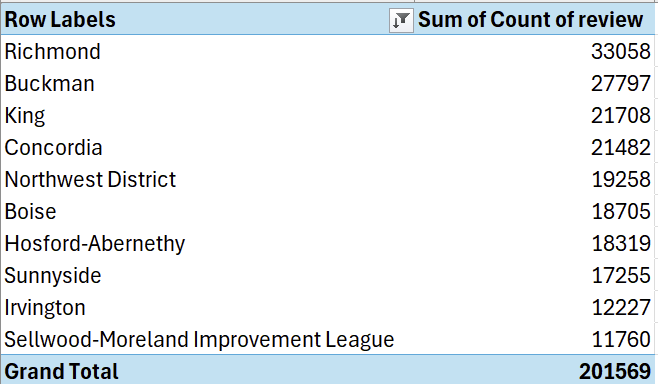 Row Labels Sum of Count of review
Richmond 33058
Buckman 27797
King 21708
Concordia 21482
Northwest District 19258
Boise 18705
Hosford-Abernethy 18319
Sunnyside 17255
Irvington 12227
Sellwood-Moreland Improvement League 11760
Grand Total 201569